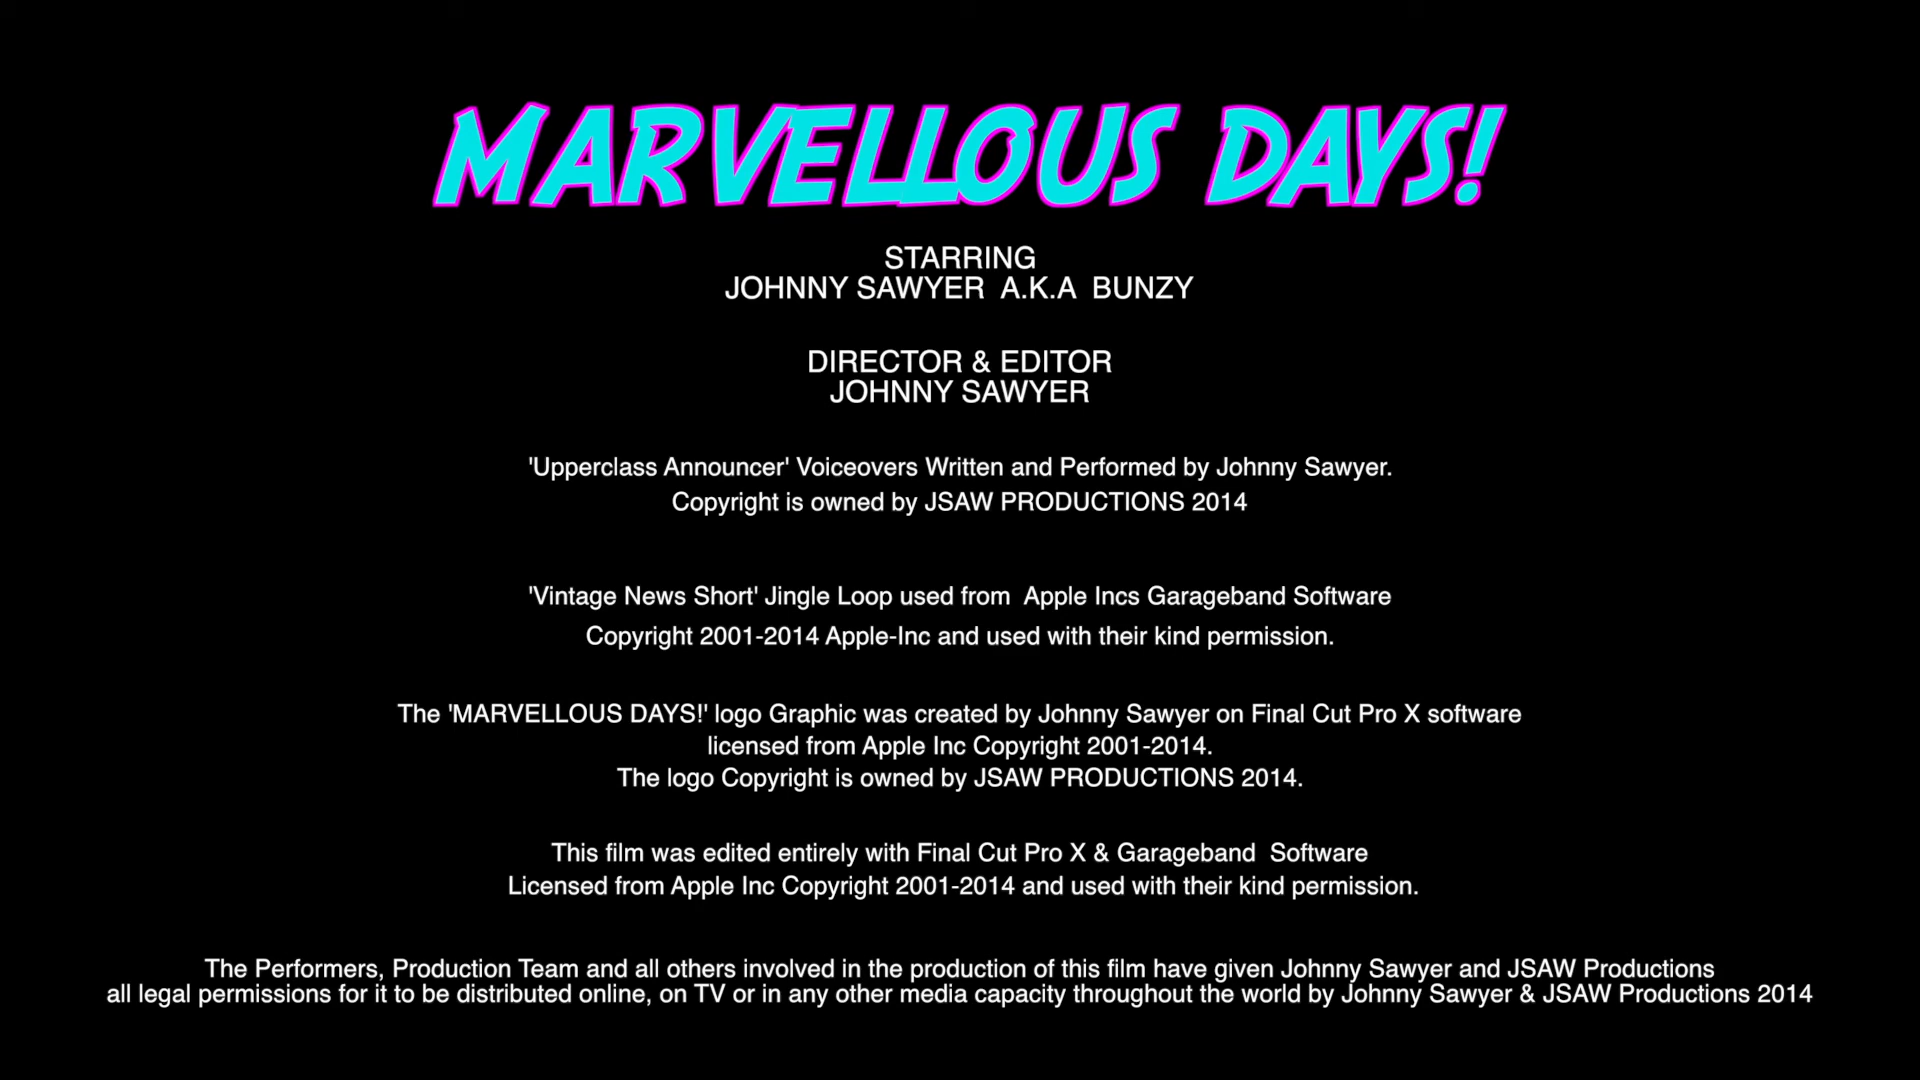 MARVELLOUS DAYS!
STARRING
JOHNNY SAWYER  A.K.A  BUNZY
DIRECTOR & EDITOR
JOHNNY SAWYER
'Upperclass Announcer' Voiceovers Written and Performed by Johnny Sawyer.
Copyright is owned by JSAW PRODUCTIONS 2014
'Vintage News Short' Jingle Loop used from  Apple Incs Garageband Software
Copyright 2001-2014 Apple-Inc and used with their kind permission.
The 'MARVELLOUS DAYS!' logo Graphic was created by Johnny Sawyer on Final Cut Pro X software
licensed from Apple Inc Copyright 2001-2014.
The logo Copyright is owned by JSAW PRODUCTIONS 2014.
This film was edited entirely with Final Cut Pro X & Garageband  Software
Licensed from Apple Inc Copyright 2001-2014 and used with their kind permission.
The Performers, Production Team and all others involved in the production of this film have given Johnny Sawyer and JSAW Productions
all legal permissions for it to be distributed online, on TV or in any other media capacity throughout the world by Johnny Sawyer & JSAW Productions 2014